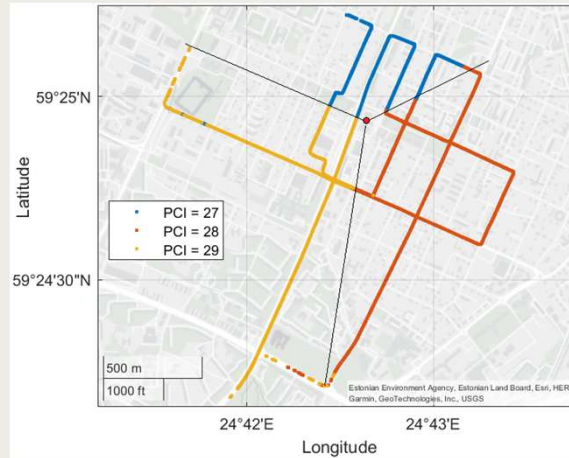 59°25'N
Latitude
PCI = 27
PCI = 28
PCI = 29
59°24'30"N
500 m
1000 ft
Estonian Environment Agency, Estonian Land Board, Esri, HER
Garmin, GeoTechnologies, Inc., USGS
24°42'E
24°43'E
Longitude